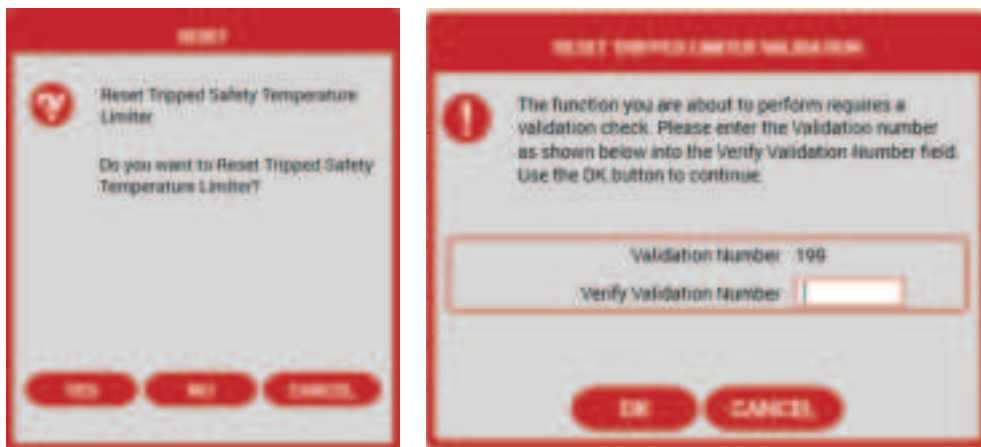 RESET
Reset Tripped Safety Temperature
Limiter
Do you want to Reset Tripped Safety
Temperature Limiter?
YES
NO
CANCEL
RESET TRIPPED LIMITER VALIDATION
The function you are about to perform requires a
validation check. Please enter the Validation number
as shown below into the Verify Validation Number field.
Use the OK button to continue.
Validation Number 199
Verify Validation Number
OK
CANCEL